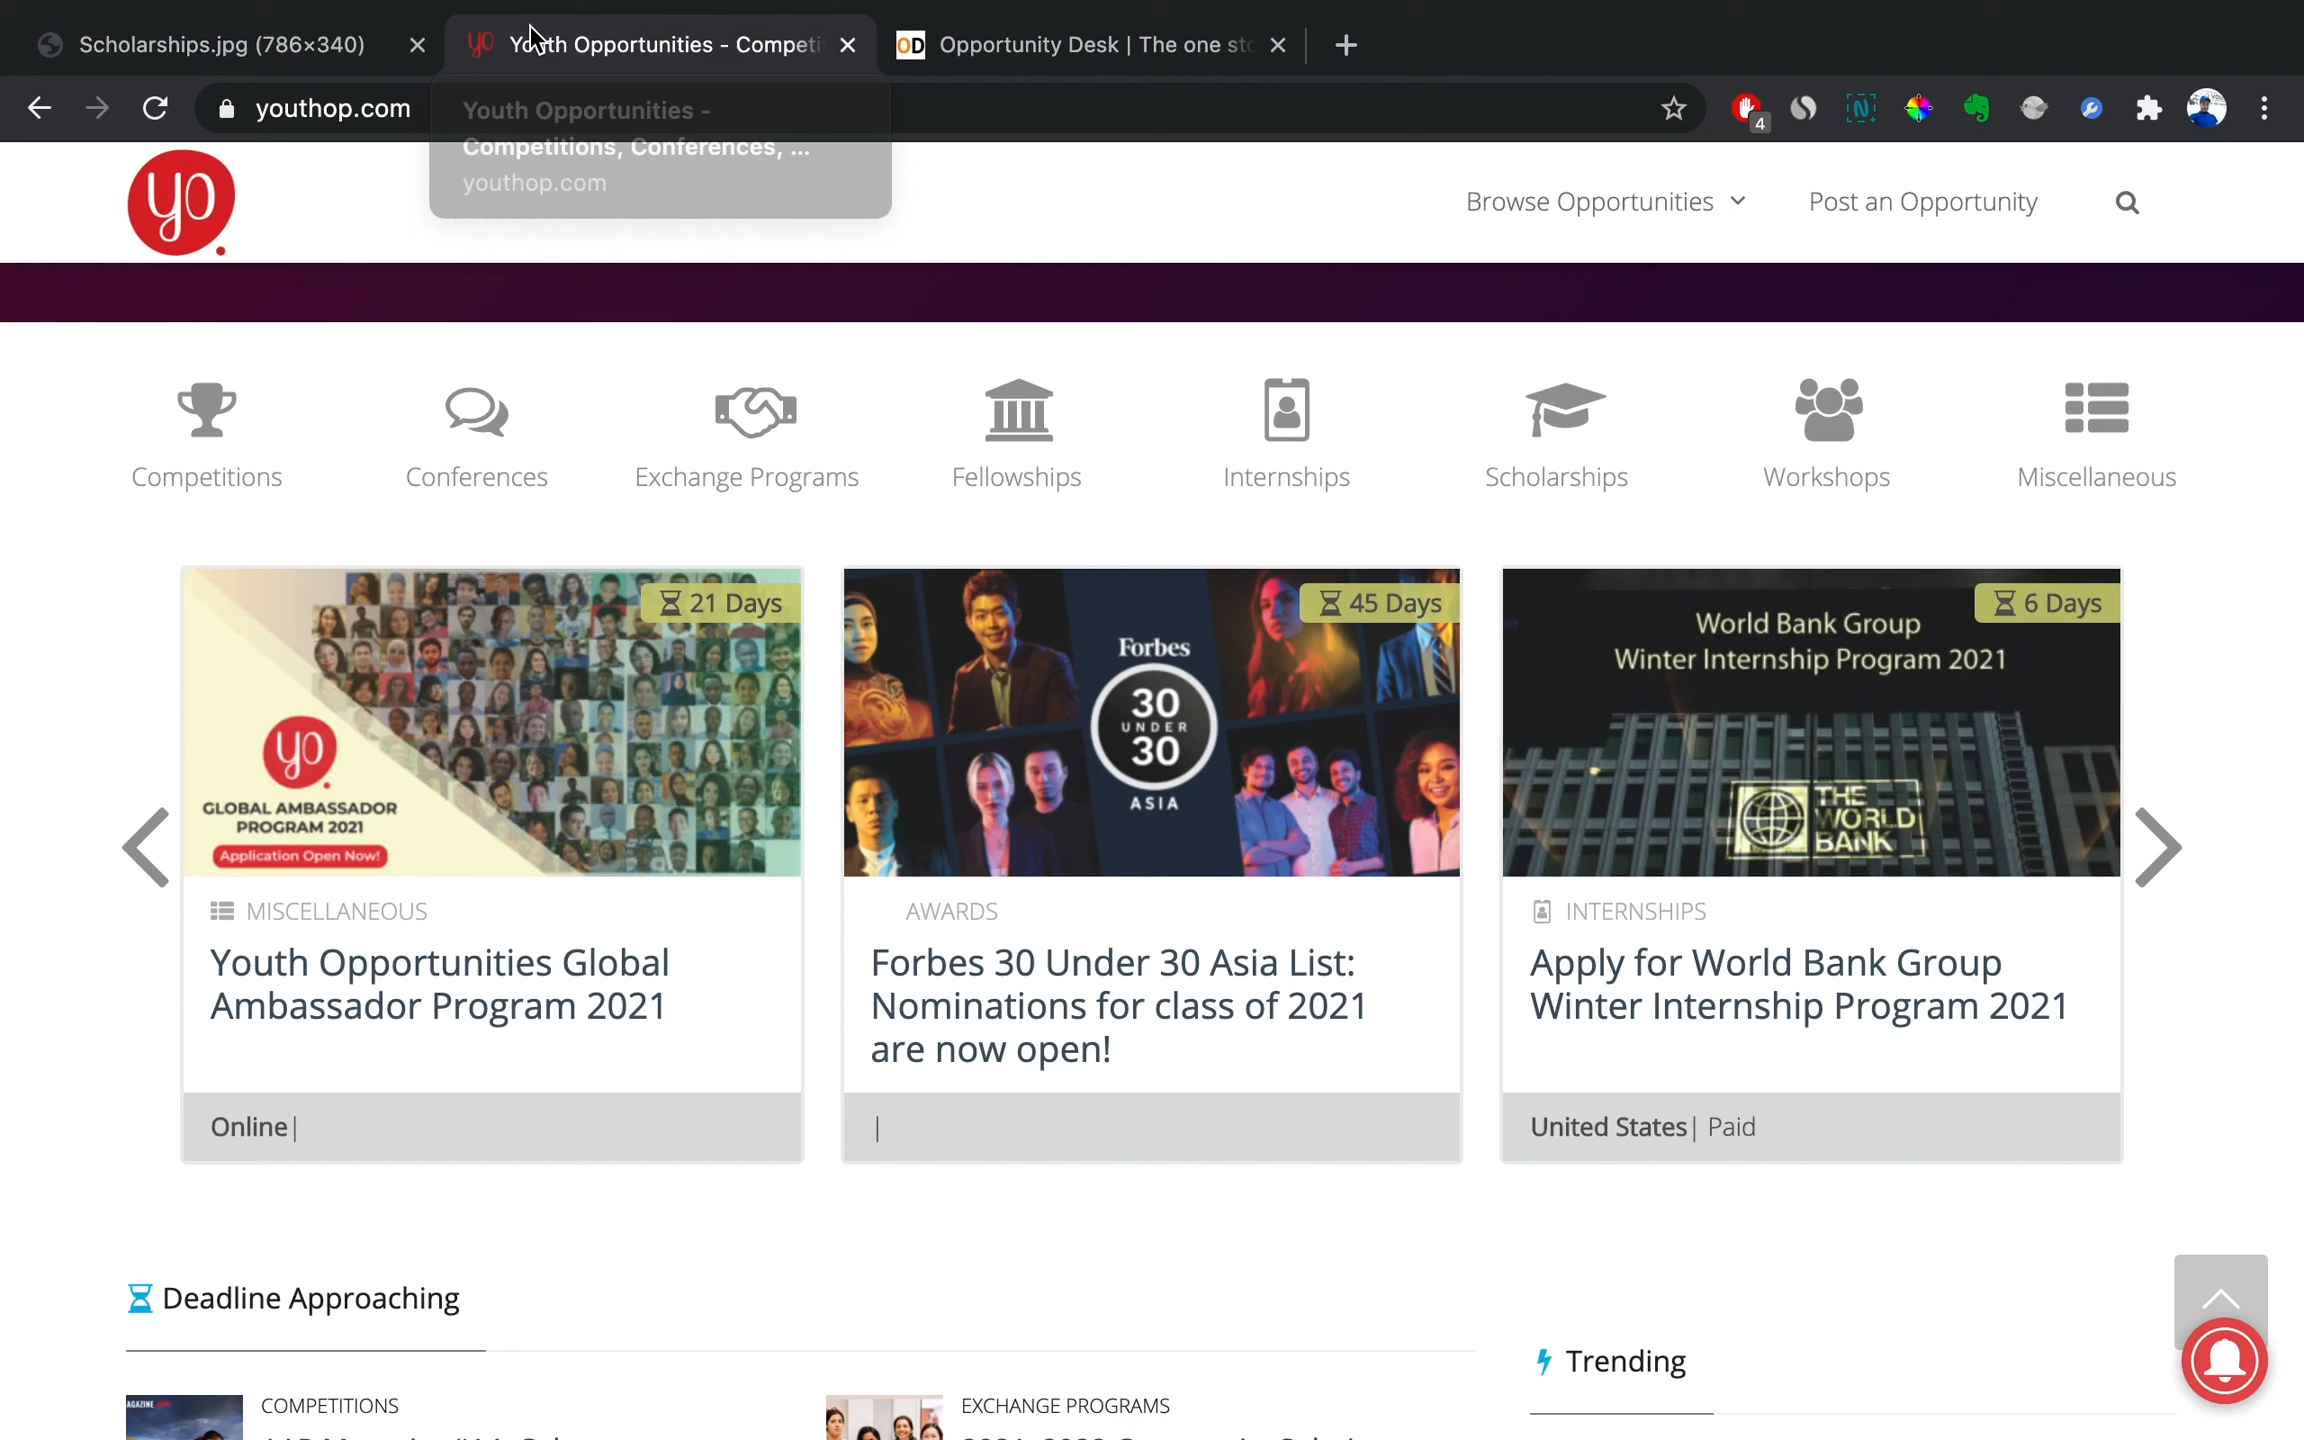 Scholarships.jpg (786×340)
Youth Opportunities - Competi
Opportunity Desk | The one sto
youthop.com
Youth Opportunities -
Competitions, Conferences, ...
youthop.com
4
yo
Browse Opportunities
Post an Opportunity
Competitions
Conferences
Exchange Programs
Fellowships
Internships
Scholarships
Workshops
Miscellaneous
21 Days
yo
GLOBAL AMBASSADOR
PROGRAM 2021
Application Open Now!
MISCELLANEOUS
Youth Opportunities Global
Ambassador Program 2021
Online|
45 Days
Forbes
30
UNDER
30
ASIA
AWARDS
Forbes 30 Under 30 Asia List:
Nominations for class of 2021
are now open!
|
6 Days
World Bank Group
Winter Internship Program 2021
THE
WORLD
BANK
INTERNSHIPS
Apply for World Bank Group
Winter Internship Program 2021
United States| Paid
Deadline Approaching
Trending
COMPETITIONS
EXCHANGE PROGRAMS